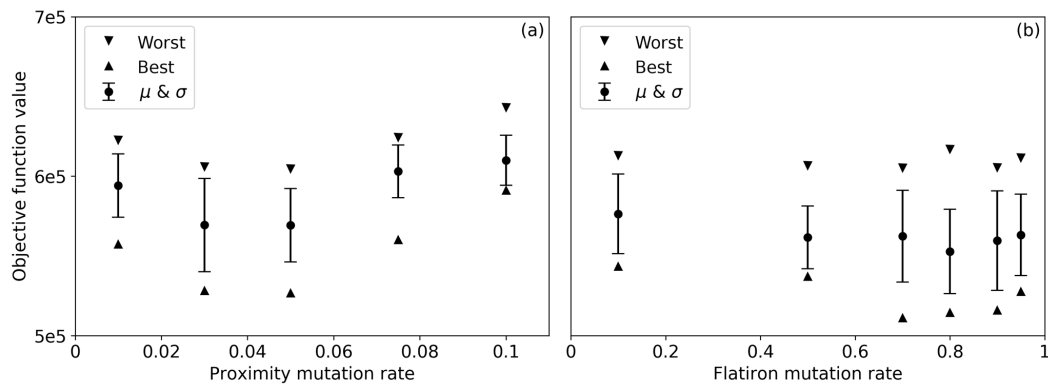 7e5
6e5
5e5
Objective function value
(a)
Worst
Best
μ & σ
0
0.02
0.04
0.06
0.08
0.1
Proximity mutation rate
(b)
Worst
Best
μ & σ
0
0.2
0.4
0.6
0.8
1
Flatiron mutation rate